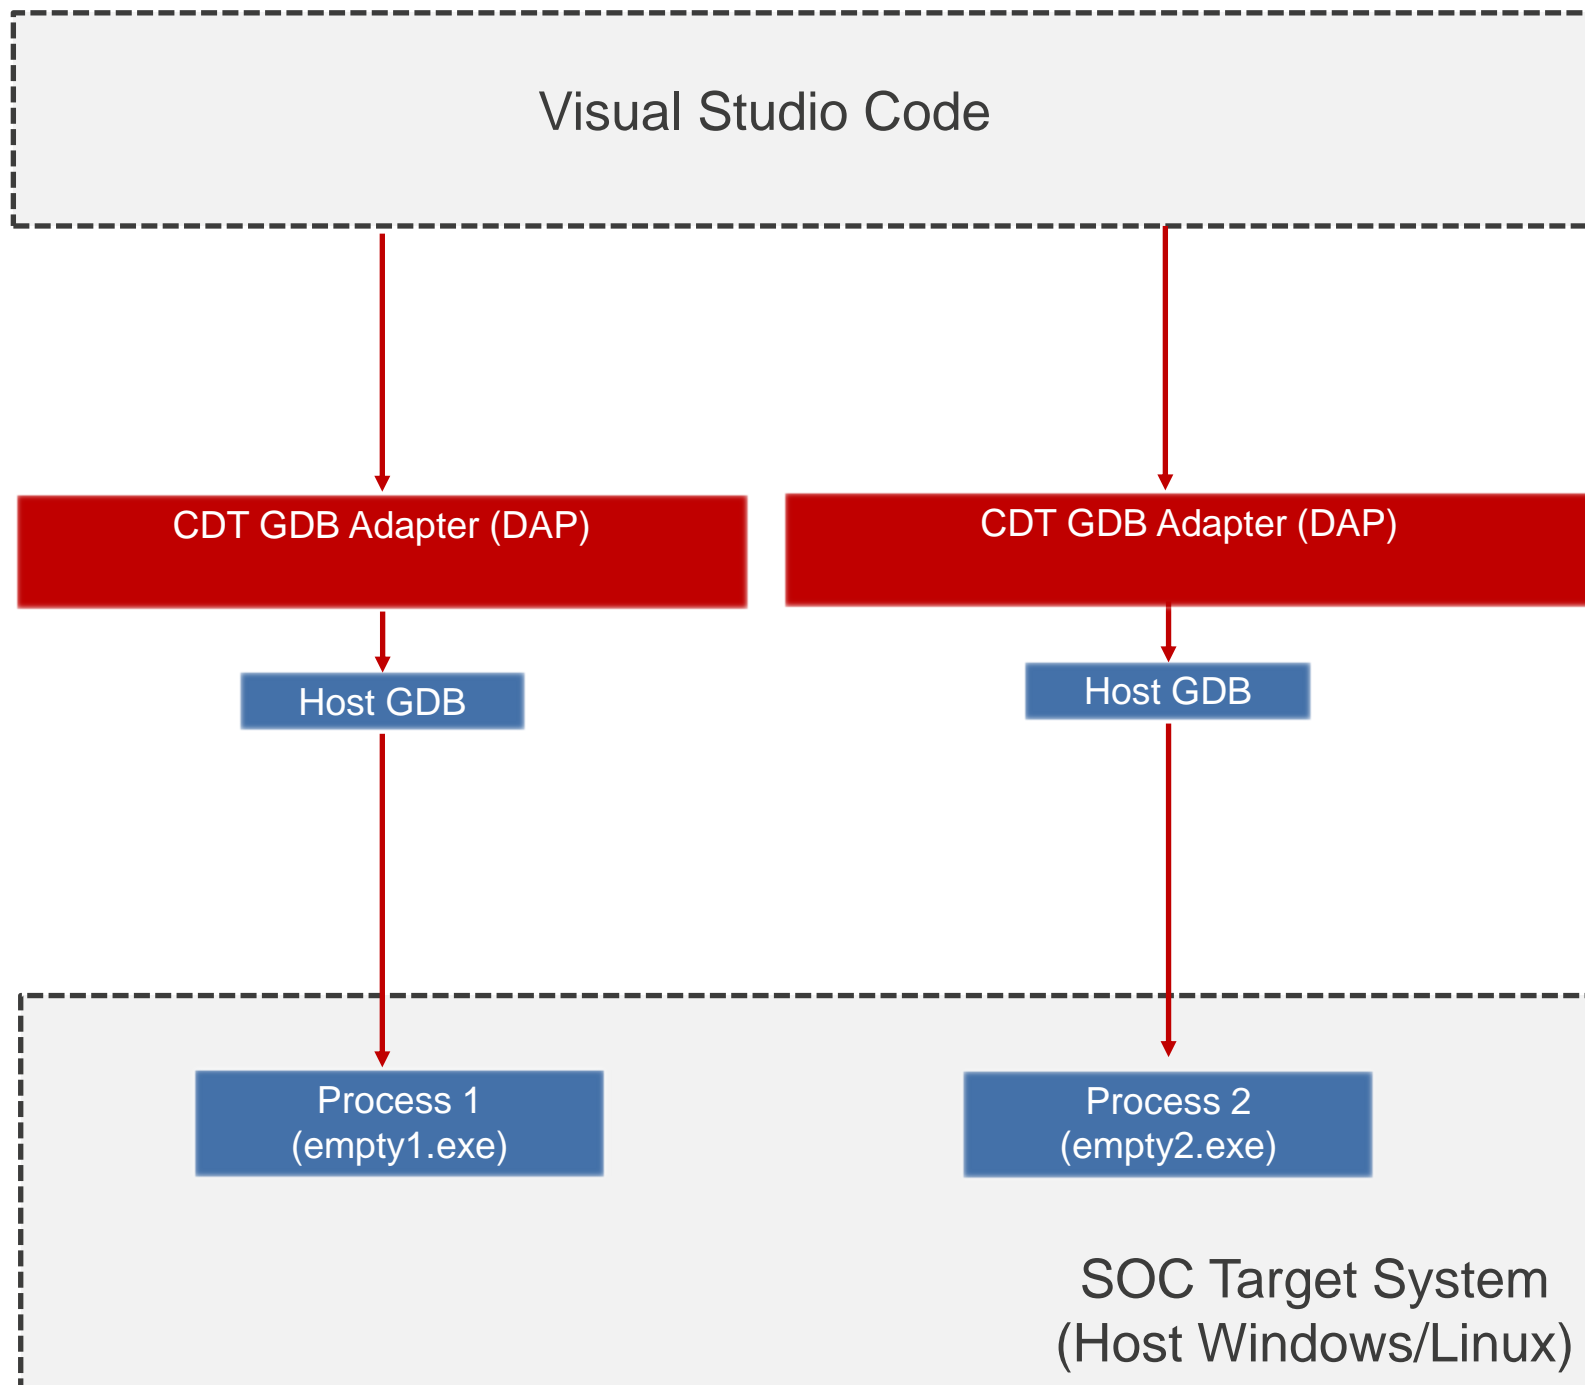 Visual Studio Code
CDT GDB Adapter (DAP)
CDT GDB Adapter (DAP)
Host GDB
Host GDB
Process 1
(empty1.exe)
Process 2
(empty2.exe)
SOC Target System
(Host Windows/Linux)